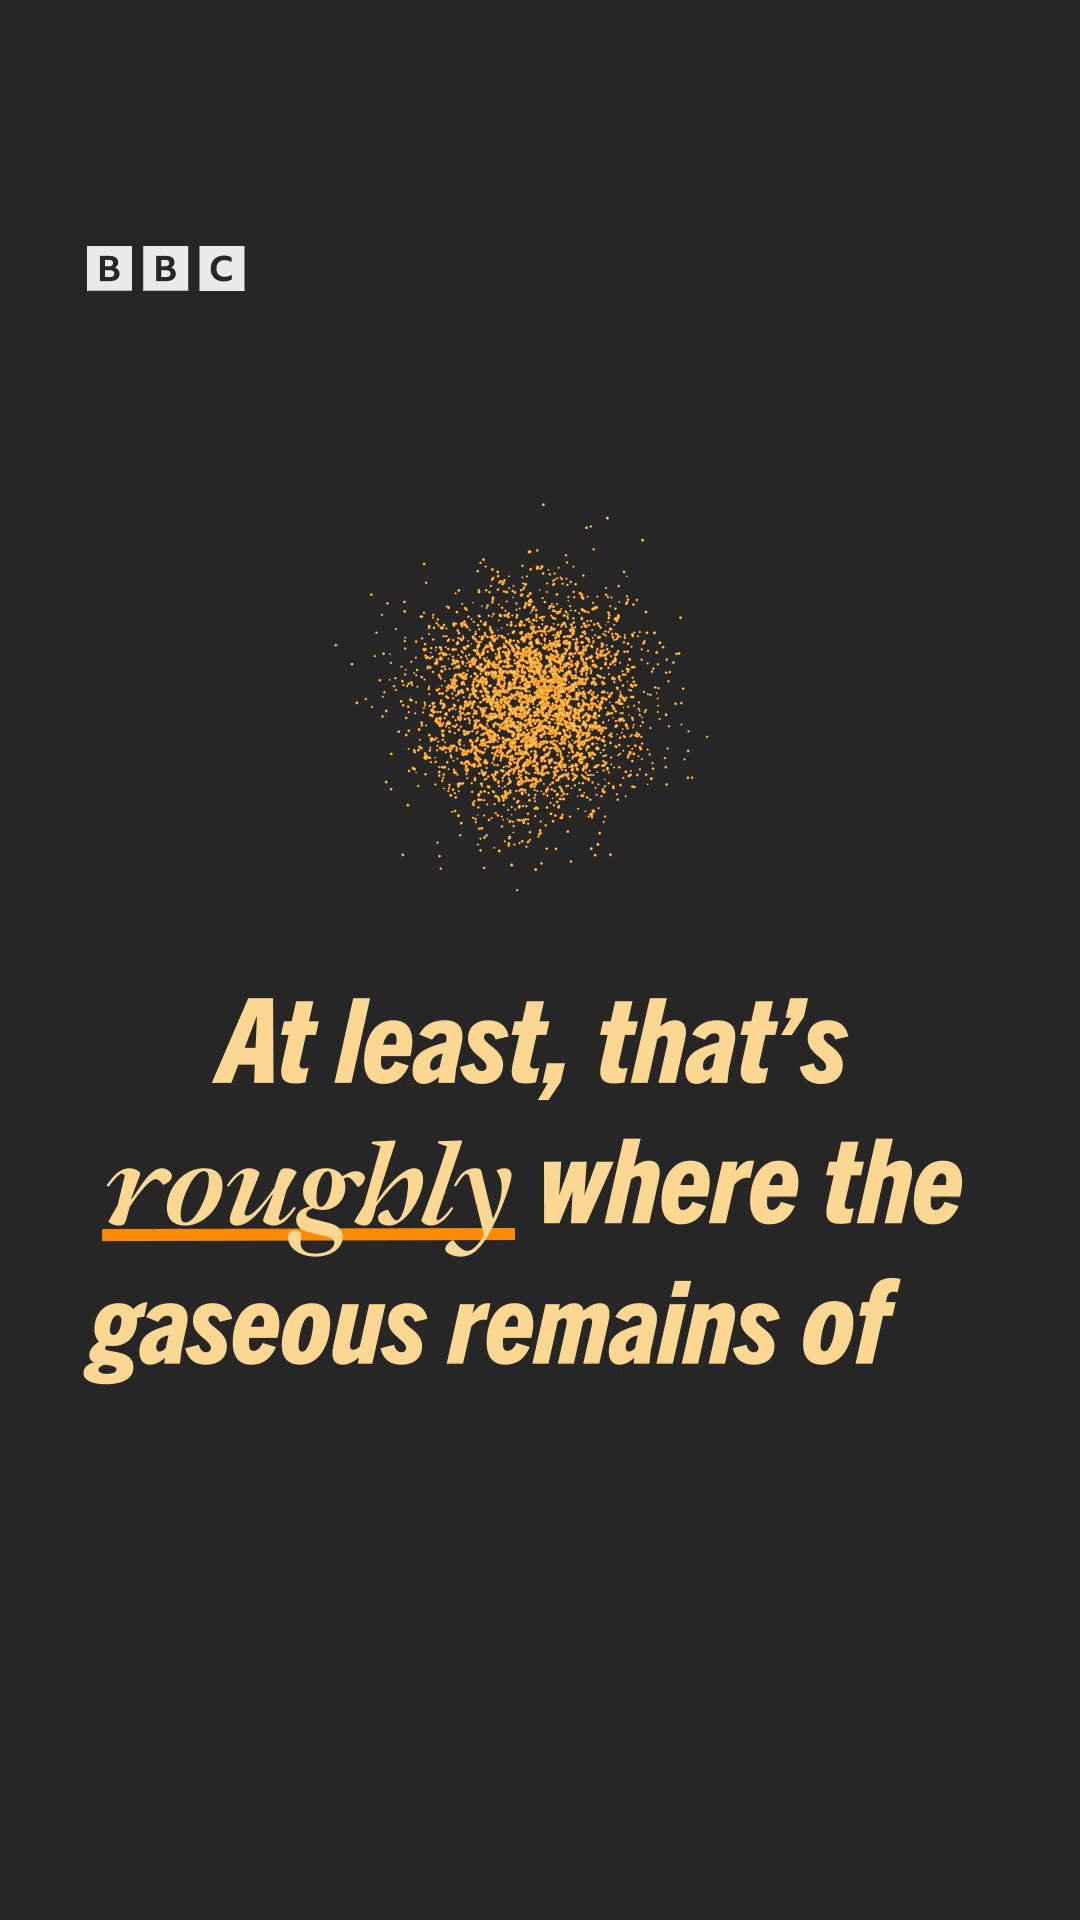 BBC
At least, that’s
roughly where the
gaseous remains of